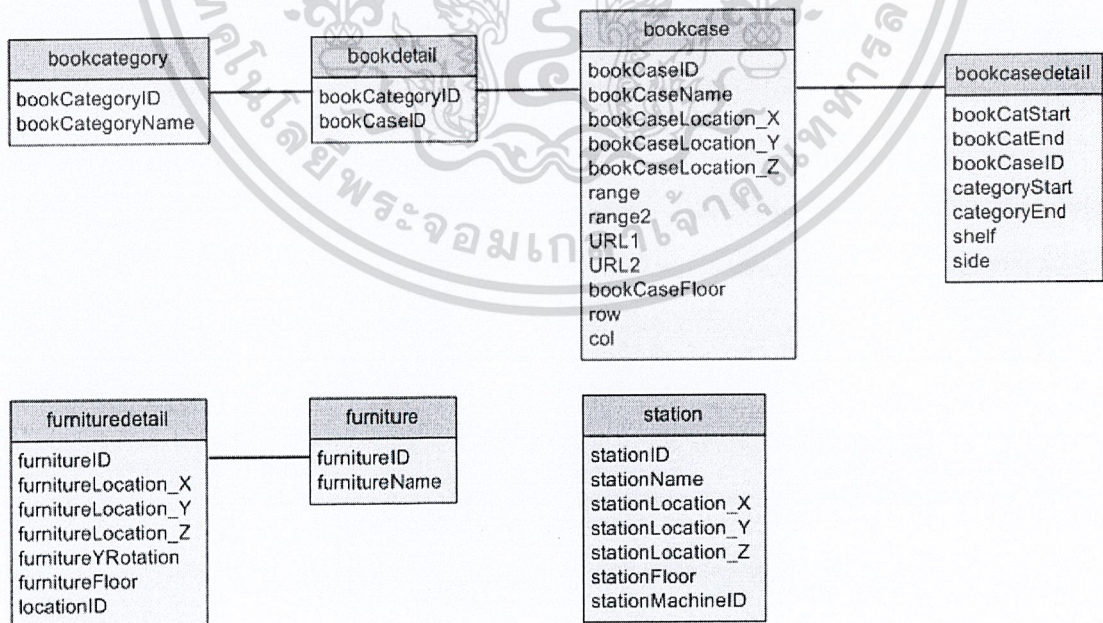 bookcategory
bookCategoryID
bookCategoryName
bookdetail
bookCategoryID
bookCaseID
bookcase
bookCaseID
bookCaseName
bookCaseLocation_X
bookCaseLocation_Y
bookCaseLocation_Z
range
range2
URL1
URL2
bookCaseFloor
row
col
bookcasedetail
bookCatStart
bookCatEnd
bookCaseID
categoryStart
categoryEnd
shelf
side
furnituredetail
furnitureID
furnitureLocation_X
furnitureLocation_Y
furnitureLocation_Z
furnitureYRotation
furnitureFloor
locationID
furniture
furnitureID
furnitureName
station
stationID
stationName
stationLocation_X
stationLocation_Y
stationLocation_Z
stationFloor
stationMachineID